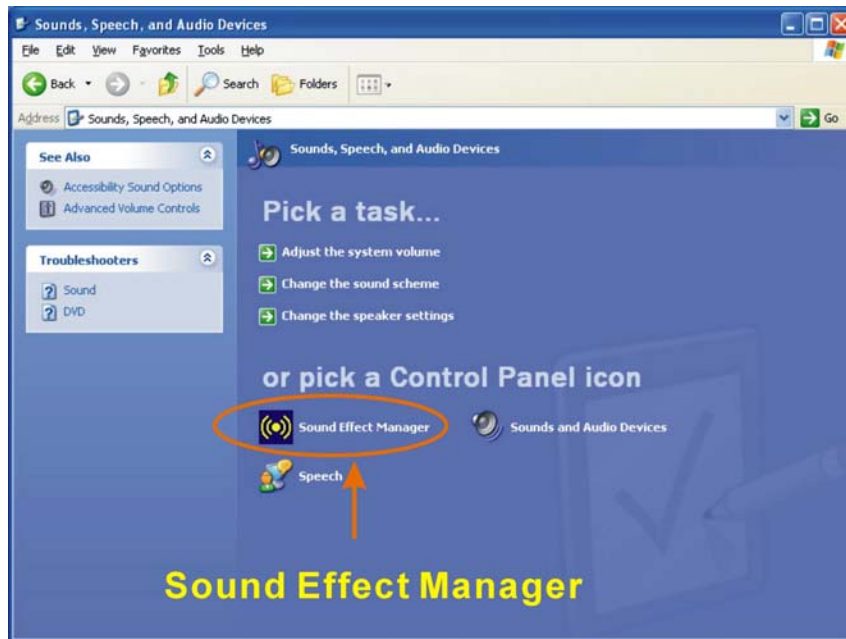 Sounds, Speech, and Audio Devices
File Edit View Favorites Tools Help
Back Search Folders
Address Sounds, Speech, and Audio Devices Go
See Also
Accessibility Sound Options
Advanced Volume Controls
Troubleshooters
Sound
DVD
Sounds, Speech, and Audio Devices
Pick a task...
Adjust the system volume
Change the sound scheme
Change the speaker settings
or pick a Control Panel icon
Sound Effect Manager Sounds and Audio Devices
Speech
Sound Effect Manager